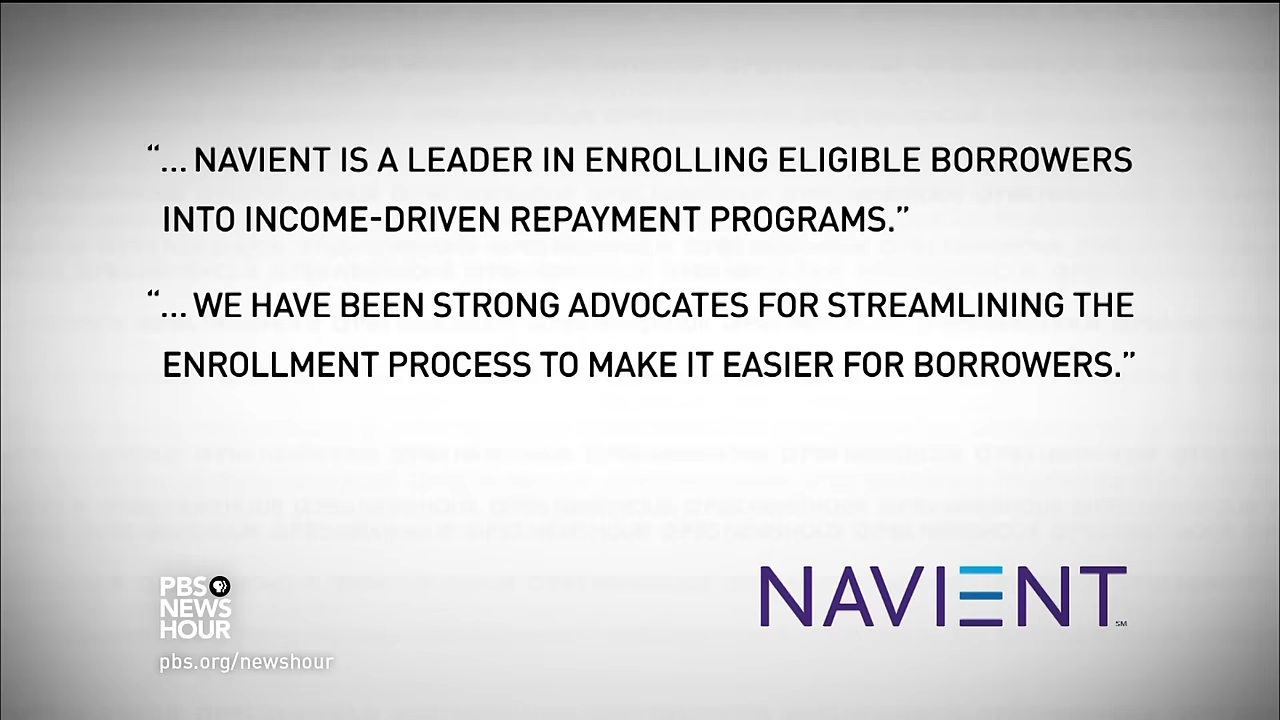 “... NAVIENT IS A LEADER IN ENROLLING ELIGIBLE BORROWERS
INTO INCOME-DRIVEN REPAYMENT PROGRAMS.”
“... WE HAVE BEEN STRONG ADVOCATES FOR STREAMLINING THE
ENROLLMENT PROCESS TO MAKE IT EASIER FOR BORROWERS.”
PBS
NEWS
HOUR
pbs.org/newshour
NAVIENT SM